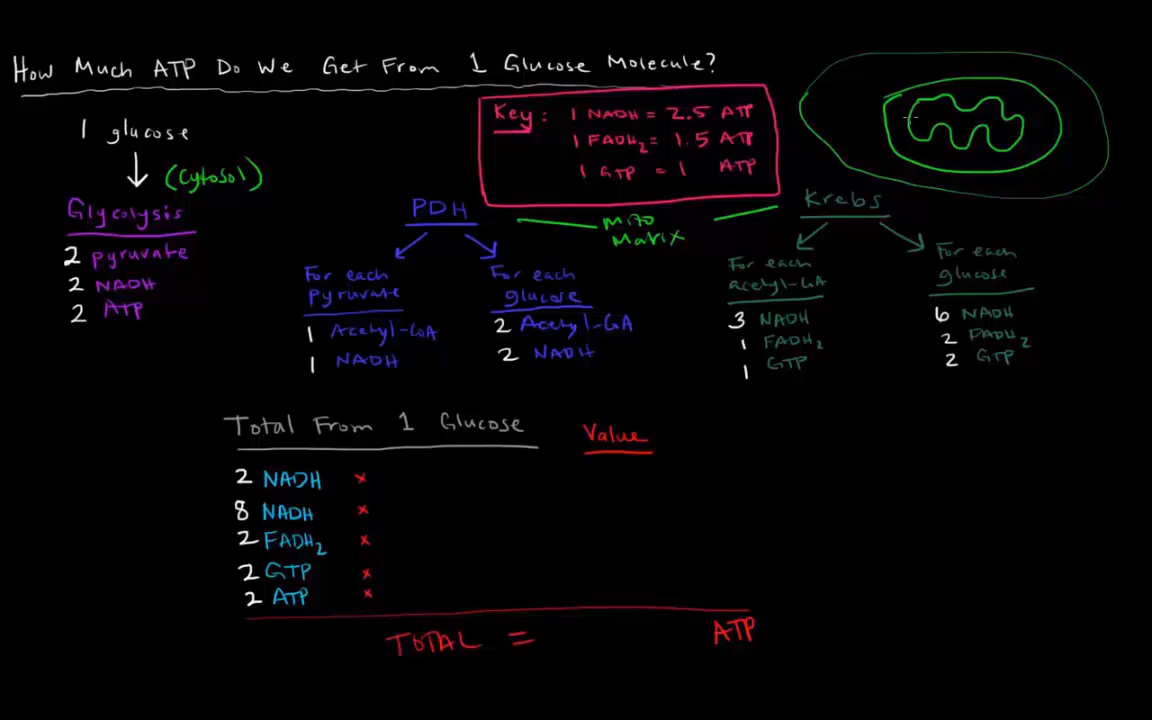 How Much ATP Do We Get From 1 Glucose Molecule?
Key: 1 NADH = 2.5 ATP
1 FADH₂ = 1.5 ATP
1 GTP = 1 ATP
1 glucose
(cytosol)
Glycolysis
2 pyruvate
2 NADH
2 ATP
PDH
For each
pyruvate
1 Acetyl-CoA
1 NADH
For each
glucose
2 Acetyl-CoA
2 NADH
Mito
Matrix
Krebs
For each
acetyl-CoA
3 NADH
1 FADH₂
1 GTP
For each
glucose
6 NADH
2 FADH₂
2 GTP
Total From 1 Glucose Value
2 NADH ×
8 NADH ×
2 FADH₂ ×
2 GTP ×
2 ATP ×
TOTAL = ATP